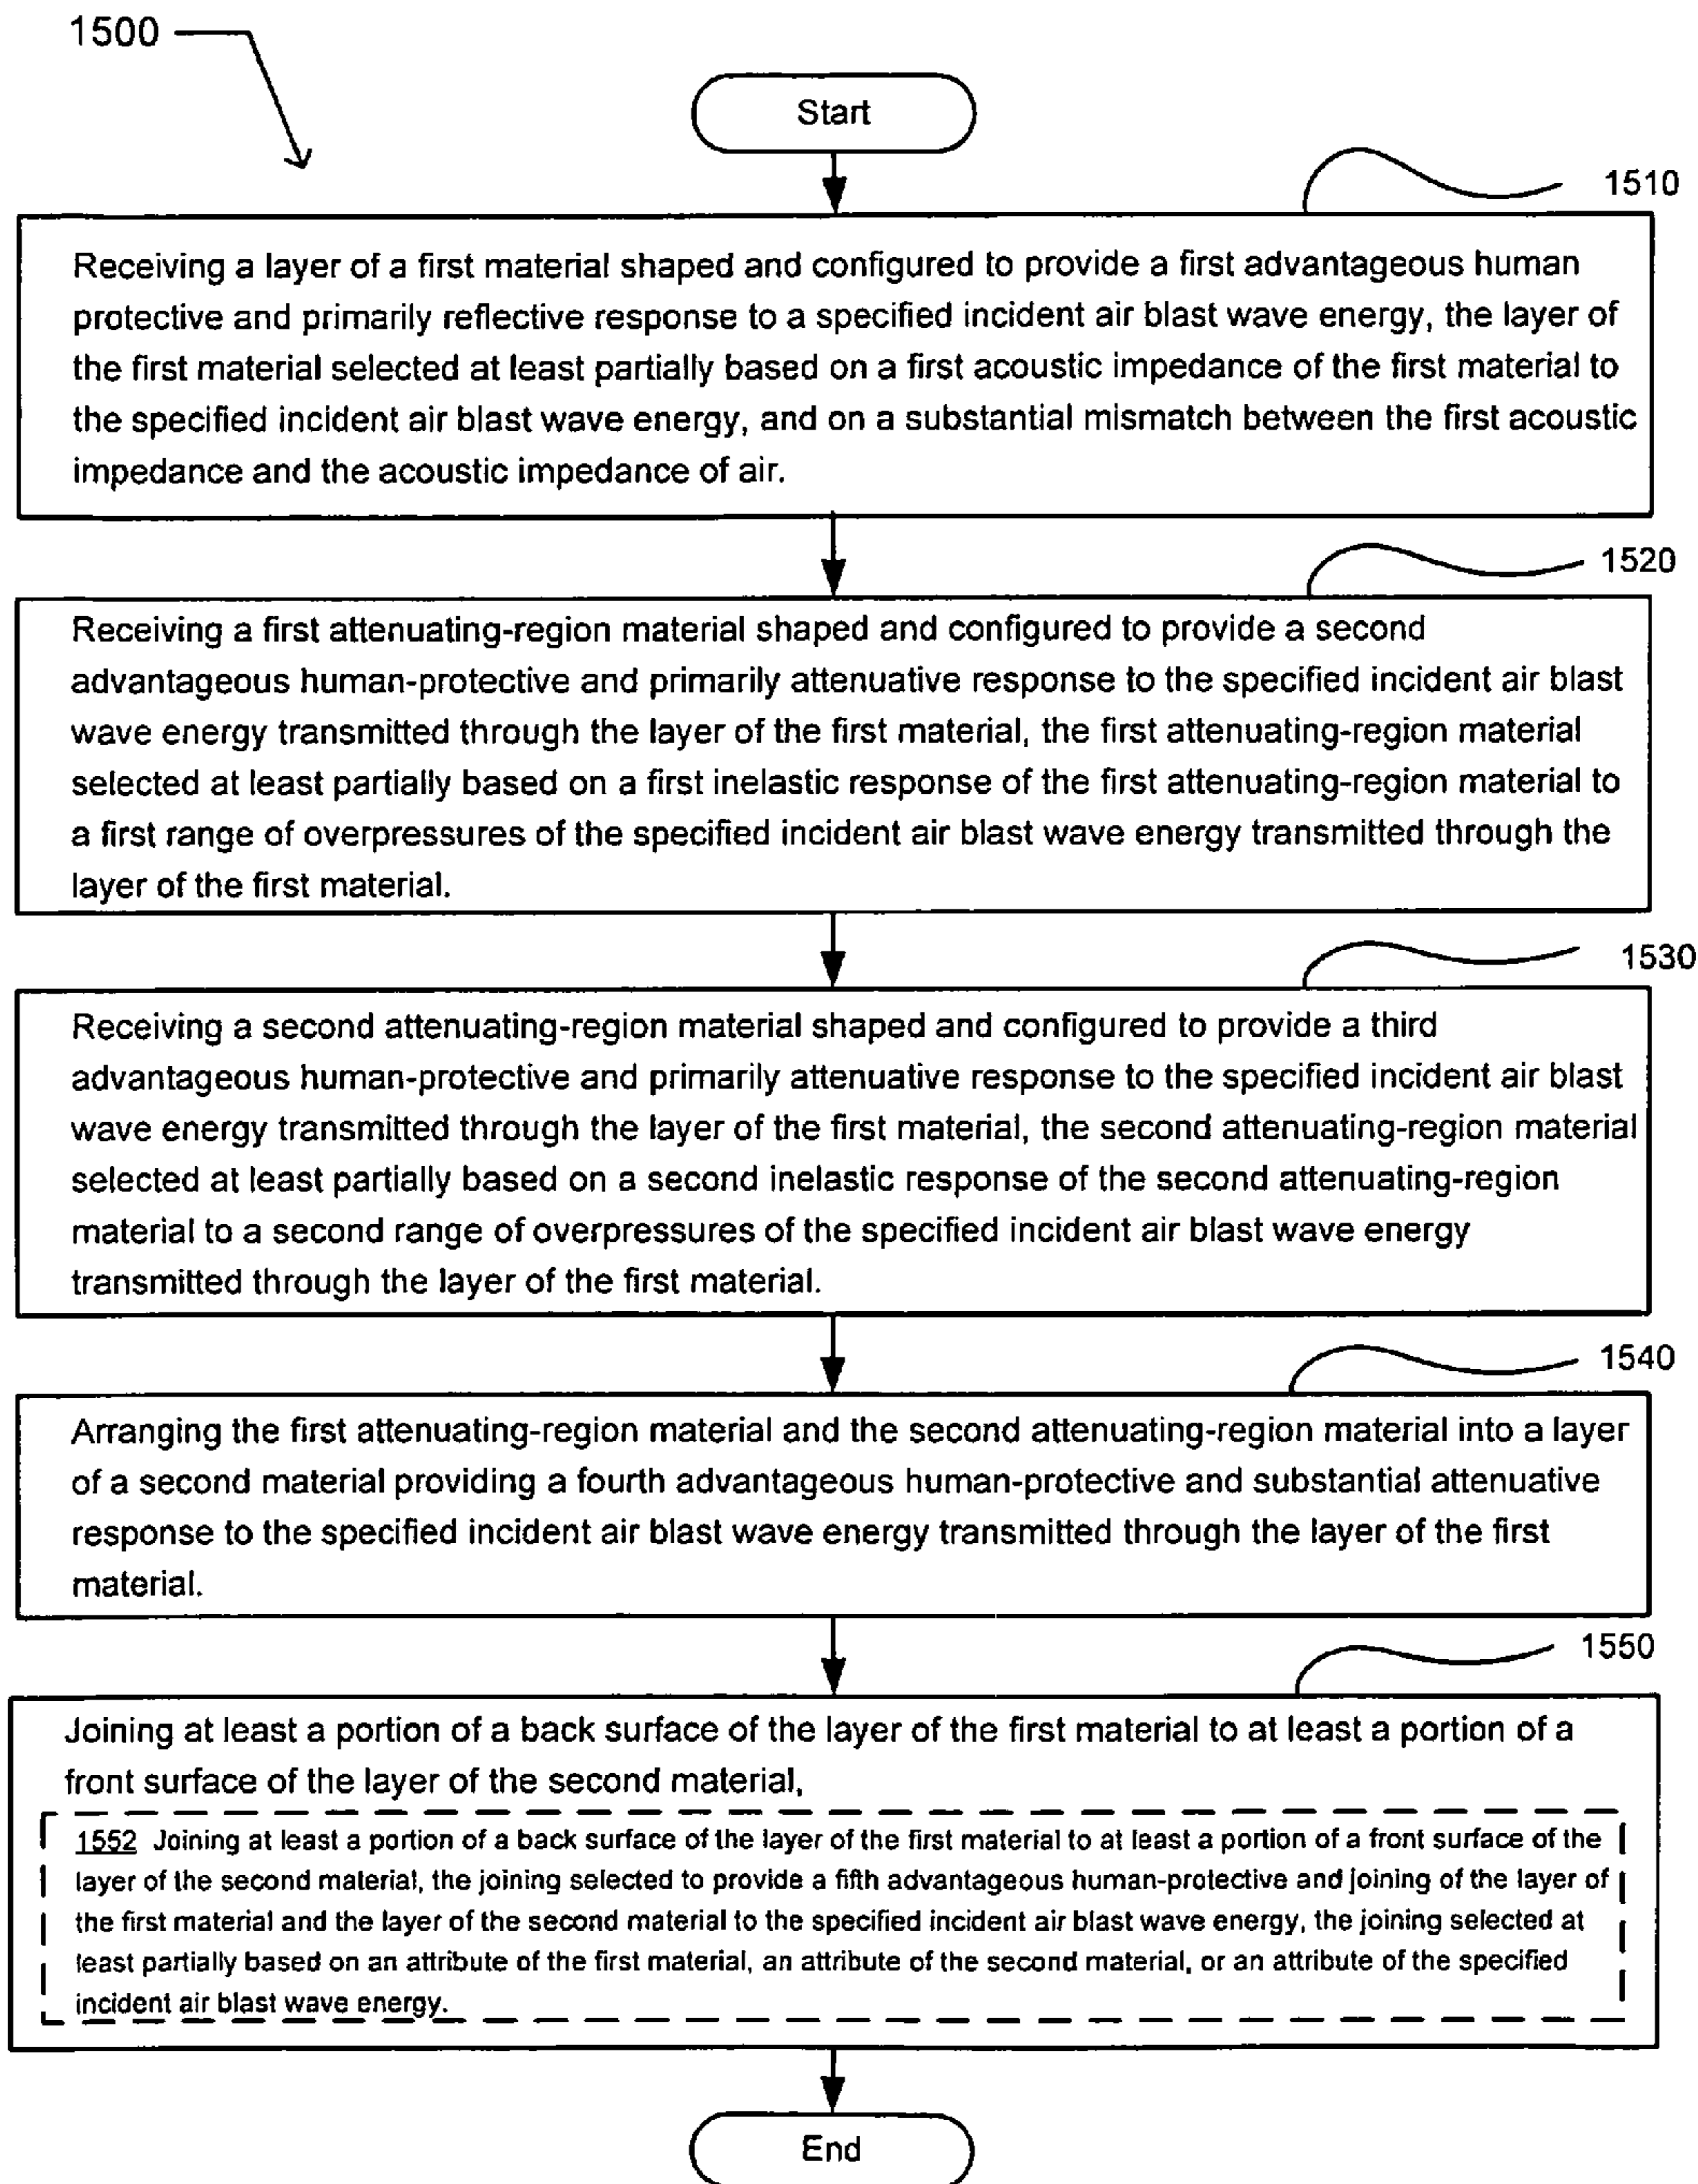 1500
Start
1510
Receiving a layer of a first material shaped and configured to provide a first advantageous human
protective and primarily reflective response to a specified incident air blast wave energy, the layer of
the first material selected at least partially based on a first acoustic impedance of the first material to
the specified incident air blast wave energy, and on a substantial mismatch between the first acoustic
impedance and the acoustic impedance of air.
1520
Receiving a first attenuating-region material shaped and configured to provide a second
advantageous human-protective and primarily attenuative response to the specified incident air blast
wave energy transmitted through the layer of the first material, the first attenuating-region material
selected at least partially based on a first inelastic response of the first attenuating-region material to
a first range of overpressures of the specified incident air blast wave energy transmitted through the
layer of the first material.
1530
Receiving a second attenuating-region material shaped and configured to provide a third
advantageous human-protective and primarily attenuative response to the specified incident air blast
wave energy transmitted through the layer of the first material, the second attenuating-region material
selected at least partially based on a second inelastic response of the second attenuating-region
material to a second range of overpressures of the specified incident air blast wave energy
transmitted through the layer of the first material.
1540
Arranging the first attenuating-region material and the second attenuating-region material into a layer
of a second material providing a fourth advantageous human-protective and substantial attenuative
response to the specified incident air blast wave energy transmitted through the layer of the first
material.
1550
Joining at least a portion of a back surface of the layer of the first material to at least a portion of a
front surface of the layer of the second material,
1552 Joining at least a portion of a back surface of the layer of the first material to at least a portion of a front surface of the
layer of the second material, the joining selected to provide a fifth advantageous human-protective and joining of the layer of
the first material and the layer of the second material to the specified incident air blast wave energy, the joining selected at
least partially based on an attribute of the first material, an attribute of the second material, or an attribute of the specified
incident air blast wave energy.
End